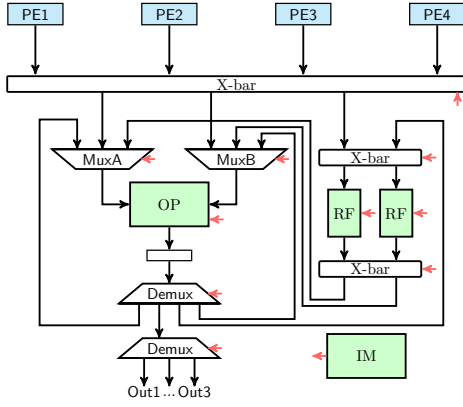 PE1 PE2 PE3 PE4
X-bar
MuxA MuxB X-bar
OP RF RF
X-bar
Demux
Demux IM
Out1 ... Out3